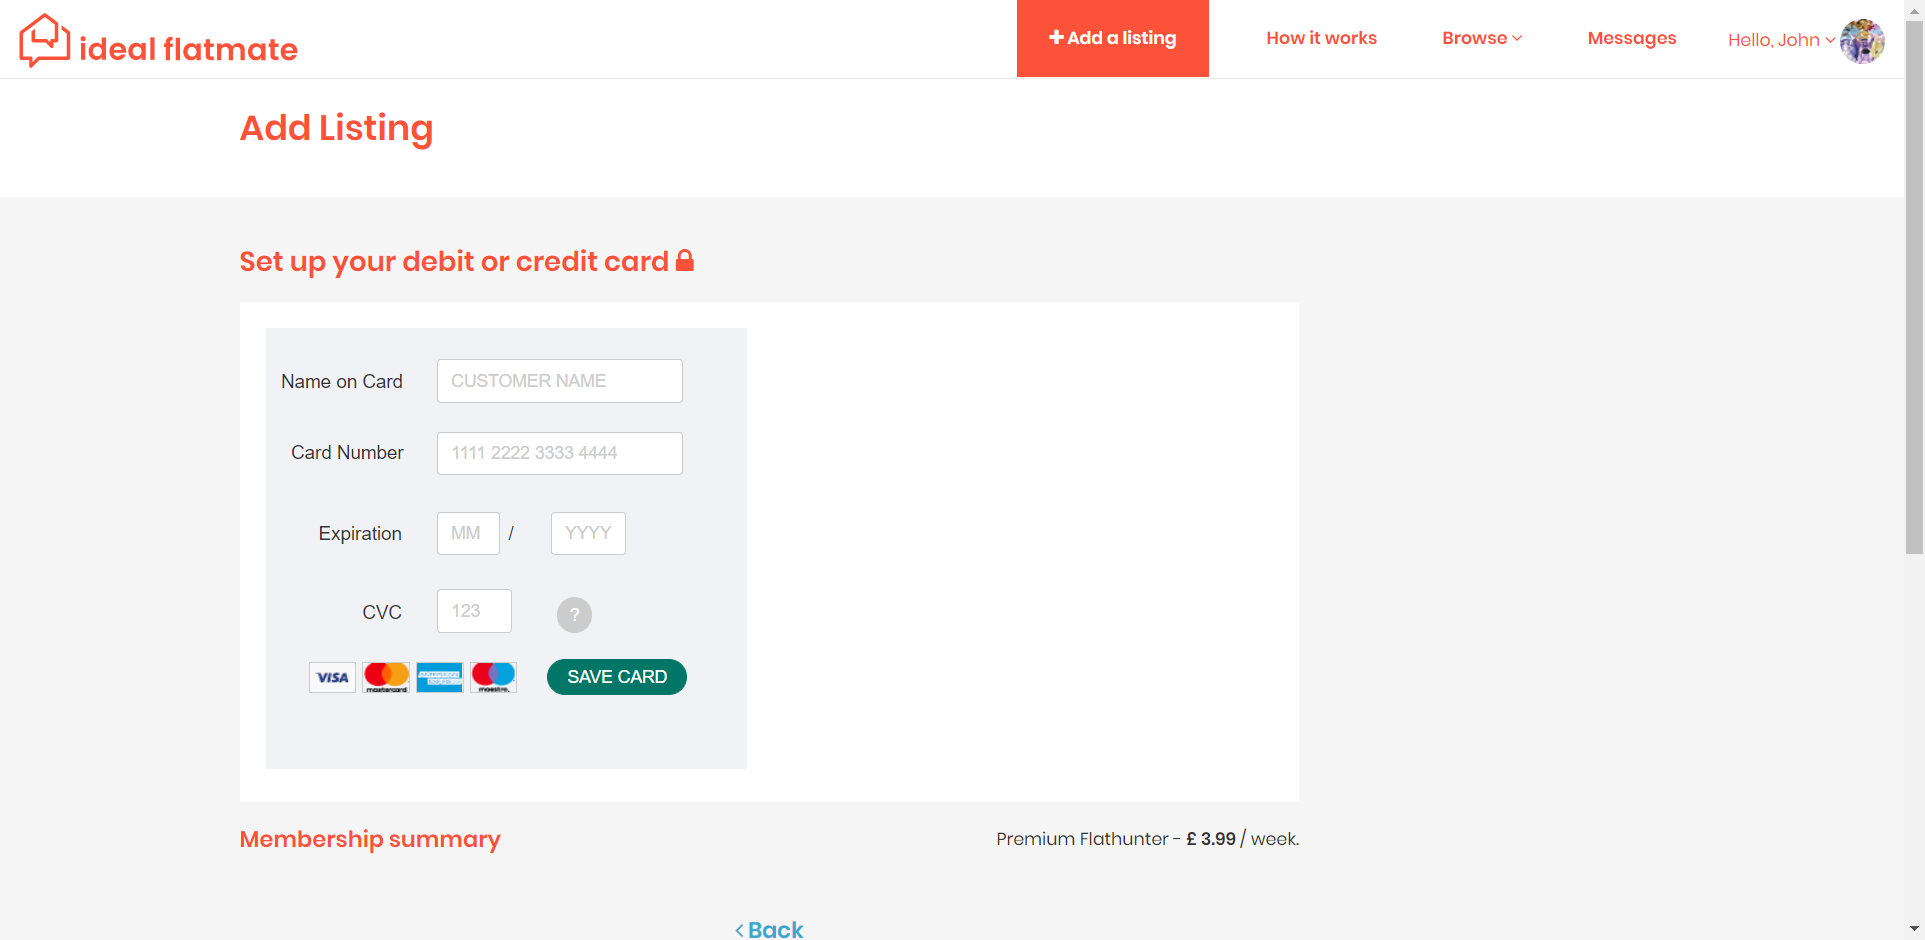 ideal flatmate
Add a listing
How it works
Browse
Messages
Hello, John
Add Listing
Set up your debit or credit card
Name on Card
CUSTOMER NAME
Card Number
1111 2222 3333 4444
Expiration
MM / YYYY
CVC
123
?
VISA
mastercard
maestro.
SAVE CARD
Membership summary
Premium Flathunter - £ 3.99 / week.
Back